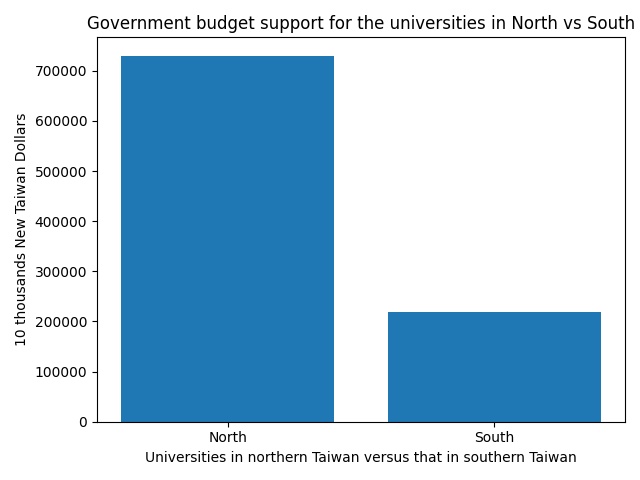 Government budget support for the universities in North vs South
10 thousands New Taiwan Dollars
700000
600000
500000
400000
300000
200000
100000
0
North South
Universities in northern Taiwan versus that in southern Taiwan